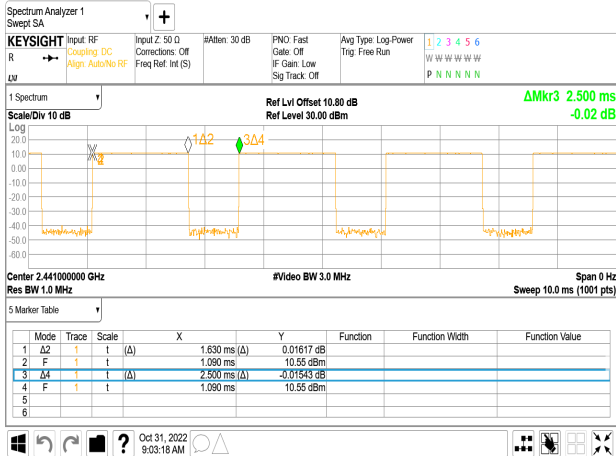 Spectrum Analyzer 1
Swept SA
KEYSIGHT Input: RF Input Z: 50 Ω #Atten: 30 dB PNO: Fast Avg Type: Log-Power 1 2 3 4 5 6
R Coupling: DC Corrections: Off Gate: Off Trig: Free Run
Align: Auto/No RF Freq Ref: Int (S) IF Gain: Low W W W W W W
Sig Track: Off P N N N N N
LXI
1 Spectrum Ref Lvl Offset 10.80 dB ΔMkr3 2.500 ms
Scale/Div 10 dB Ref Level 30.00 dBm -0.02 dB
Log
20.0 1Δ2 3Δ4
10.0
0.00
-10.0
-20.0
-30.0
-40.0
-50.0
-60.0
Center 2.441000000 GHz #Video BW 3.0 MHz Span 0 Hz
Res BW 1.0 MHz Sweep 10.0 ms (1001 pts)
5 Marker Table
Mode Trace Scale X Y Function Function Width Function Value
1 Δ2 1 t (Δ) 1.630 ms (Δ) 0.01617 dB
2 F 1 t 1.090 ms 10.55 dBm
3 Δ4 1 t (Δ) 2.500 ms (Δ) -0.01543 dB
4 F 1 t 1.090 ms 10.55 dBm
5
6
? Oct 31, 2022
9:03:18 AM